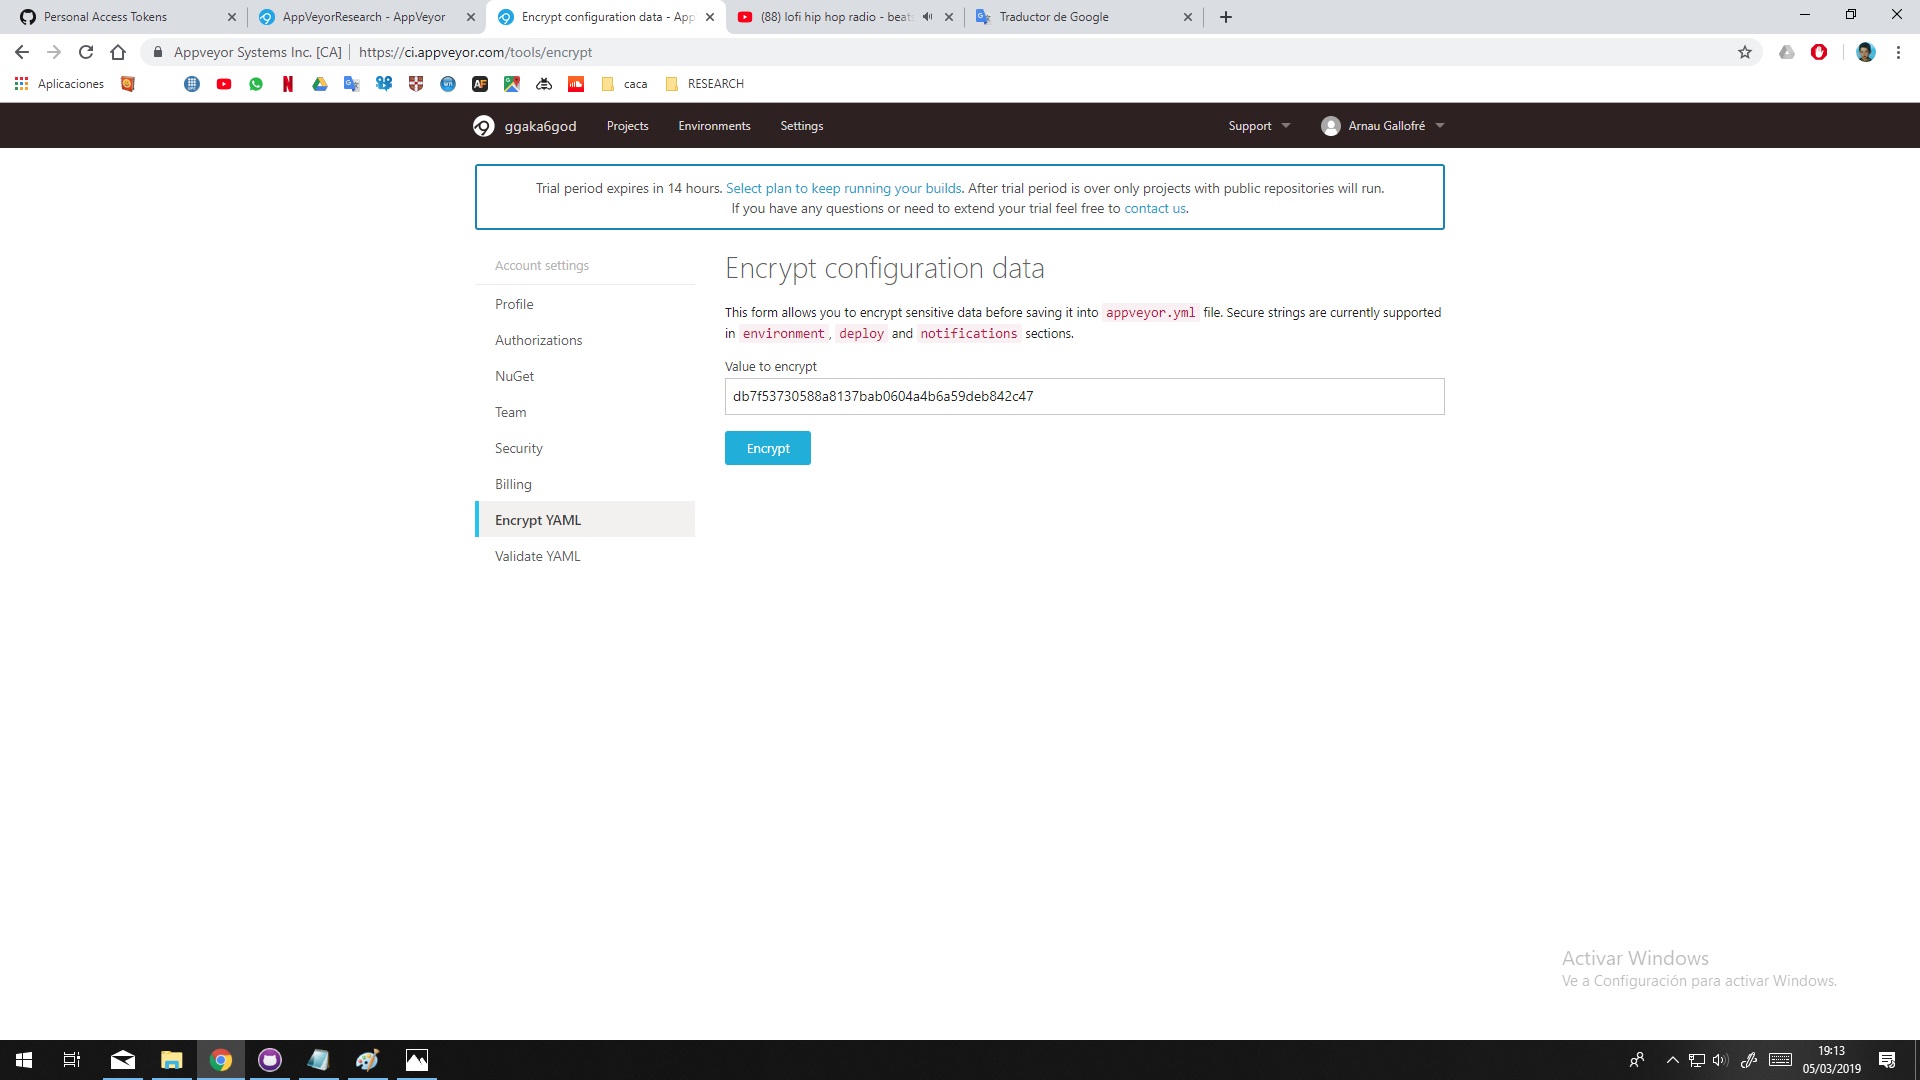 Personal Access Tokens
AppVeyorResearch - AppVeyor
Encrypt configuration data - App
(88) lofi hip hop radio - beat
Traductor de Google
Appveyor Systems Inc. [CA] | https://ci.appveyor.com/tools/encrypt
Aplicaciones
caca
RESEARCH
ggaka6god
Projects
Environments
Settings
Support
Arnau Gallofré
Trial period expires in 14 hours. Select plan to keep running your builds. After trial period is over only projects with public repositories will run.
If you have any questions or need to extend your trial feel free to contact us.
Account settings
Profile
Authorizations
NuGet
Team
Security
Billing
Encrypt YAML
Validate YAML
Encrypt configuration data
This form allows you to encrypt sensitive data before saving it into appveyor.yml file. Secure strings are currently supported
in environment, deploy and notifications sections.
Value to encrypt
db7f53730588a8137bab0604a4b6a59deb842c47
Encrypt
Activar Windows
Ve a Configuración para activar Windows.
19:13
05/03/2019